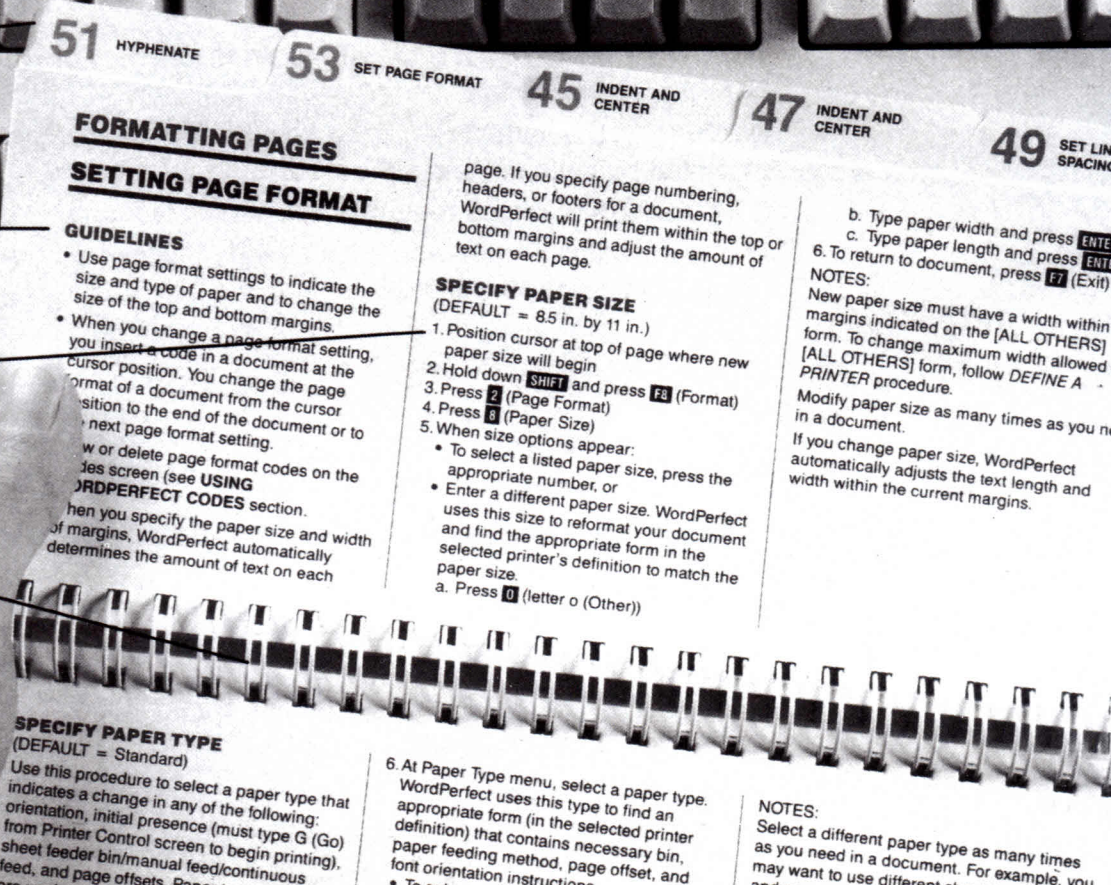 51 HYPHENATE
53 SET PAGE FORMAT
45 INDENT AND
CENTER
47 INDENT AND
CENTER
49 SET
FORMATTING PAGES
SETTING PAGE FORMAT
GUIDELINES
• Use page format settings to indicate the
size and type of paper and to change the
size of the top and bottom margins.
• When you change a page format setting,
you insert a code in a document at the
cursor position. You change the page
format of a document from the cursor
to the end of the document or to
next page format setting.
or delete page format codes on the
screen (see USING
CODES section.
you specify the paper size and width
of margins, WordPerfect automatically
determines the amount of text on each
page. If you specify page numbering,
headers, or footers for a document,
WordPerfect will print them within the top or
bottom margins and adjust the amount of
text on each page.
SPECIFY PAPER SIZE
(DEFAULT = 8.5 in. by 11 in.)
1. Position cursor at top of page where new
paper size will begin
2. Hold down SHIFT and press F8 (Format)
3. Press 2 (Page Format)
4. Press 8 (Paper Size)
5. When size options appear:
• To select a listed paper size, press the
appropriate number, or
• Enter a different paper size. WordPerfect
uses this size to reformat your document
and find the appropriate form in the
selected printer's definition to match the
paper size.
a. Press O (letter o (Other))
b. Type paper width and press
c. Type paper length and press
6. To return to document, press F7 (Exit)
NOTES:
New paper size must have a width within
margins indicated on the [ALL OTHERS]
form. To change maximum width allowed
[ALL OTHERS] form, follow DEFINE A
PRINTER procedure.
Modify paper size as many times as you
in a document.
If you change paper size, WordPerfect
automatically adjusts the text length and
width within the current margins.
SPECIFY PAPER TYPE
(DEFAULT = Standard)
Use this procedure to select a paper type that
indicates a change in any of the following:
orientation, initial presence (must type G (Go)
from Printer Control screen to begin printing),
sheet feeder bin/manual feed/continuous
feed, and page offsets.
6. At Paper Type menu, select a paper type.
WordPerfect uses this type to find an
appropriate form (in the selected printer
definition) that contains necessary bin,
paper feeding method, page offset, and
font orientation instructions
NOTES:
Select a different paper type as many times
as you need in a document. For example, you
may want to use different